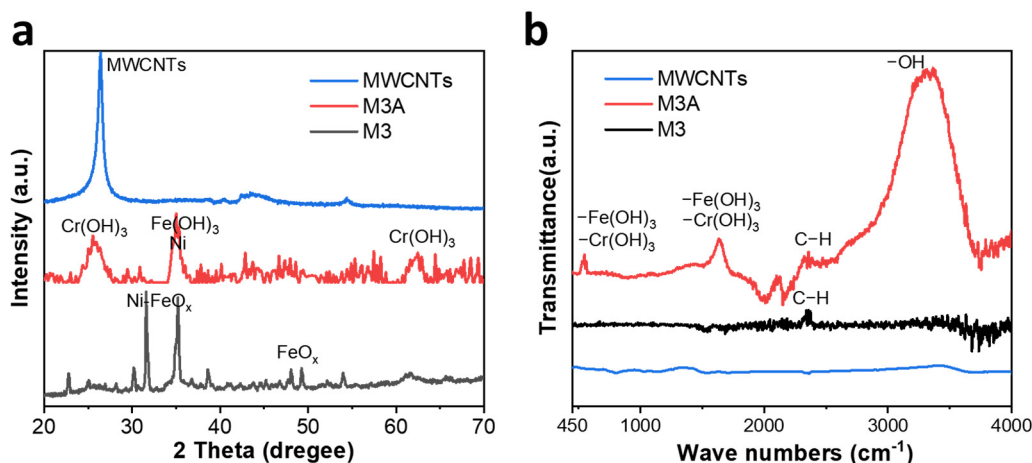 a
MWCNTs
MWCNTs
M3A
M3
Cr(OH)₃
Fe(OH)₃
Ni
Cr(OH)₃
Ni-FeOₓ
FeOₓ
Intensity (a.u.)
20 30 40 50 60 70
2 Theta (dregee)
b
MWCNTs
M3A
M3
−OH
−Fe(OH)₃
−Cr(OH)₃
−Fe(OH)₃
−Cr(OH)₃
C−H
C−H
Transmittance(a.u.)
450 1000 2000 3000 4000
Wave numbers (cm⁻¹)